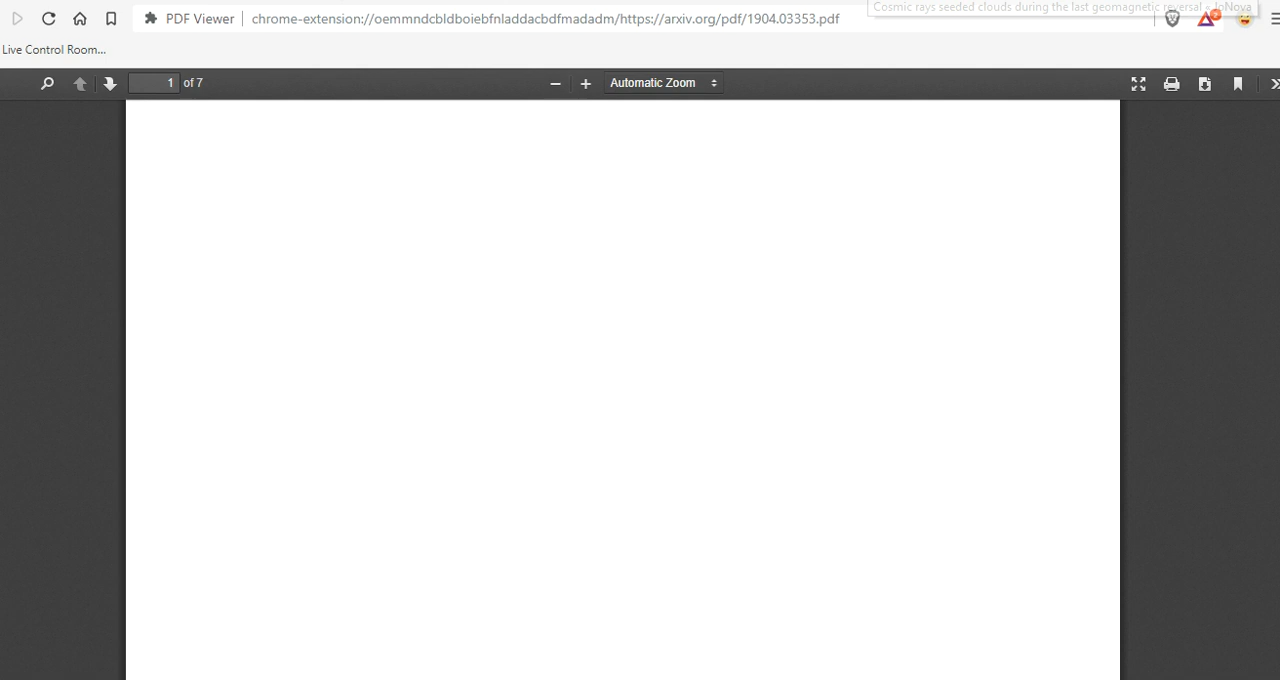 Cosmic rays seeded clouds during the last geomagnetic reversal « JoNova
PDF Viewer
chrome-extension://oemmndcbldboiebfnladdacbdfmadadm/https://arxiv.org/pdf/1904.03353.pdf
2
Live Control Room...
1 of 7
Automatic Zoom